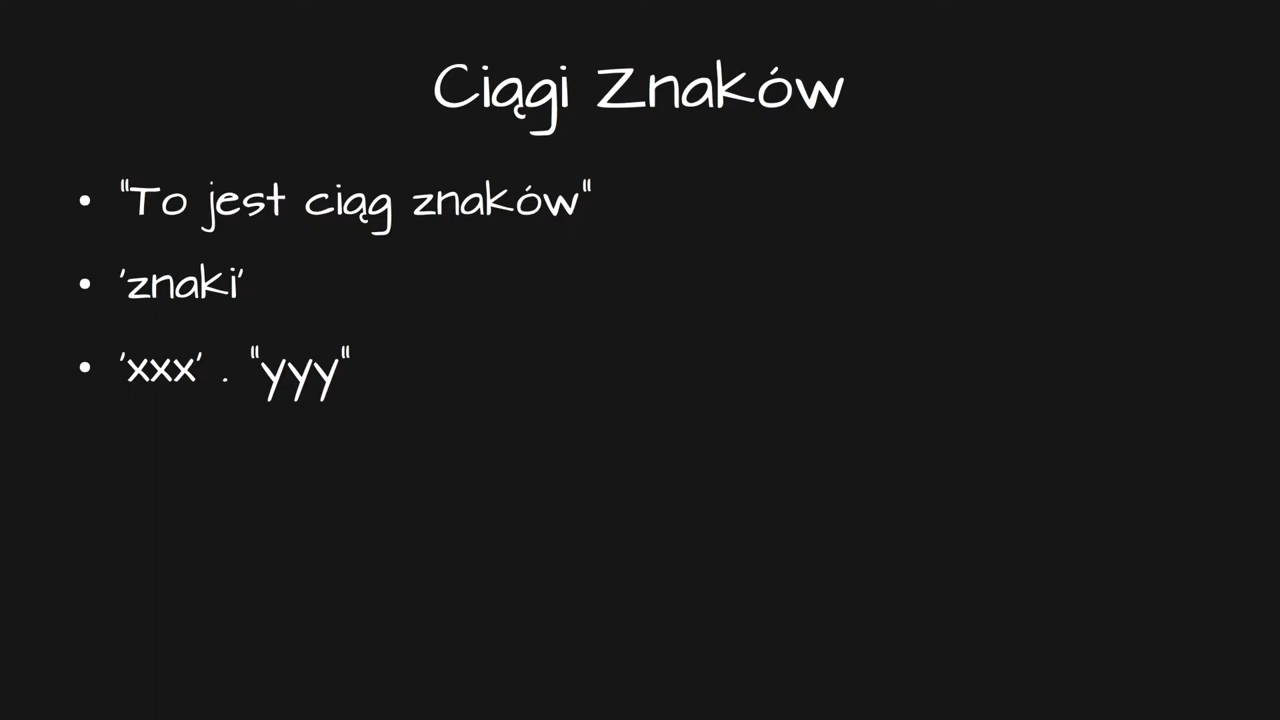 Ciągi Znaków
• "To jest ciąg znaków"
• 'znaki'
• 'xxx' . "yyy"